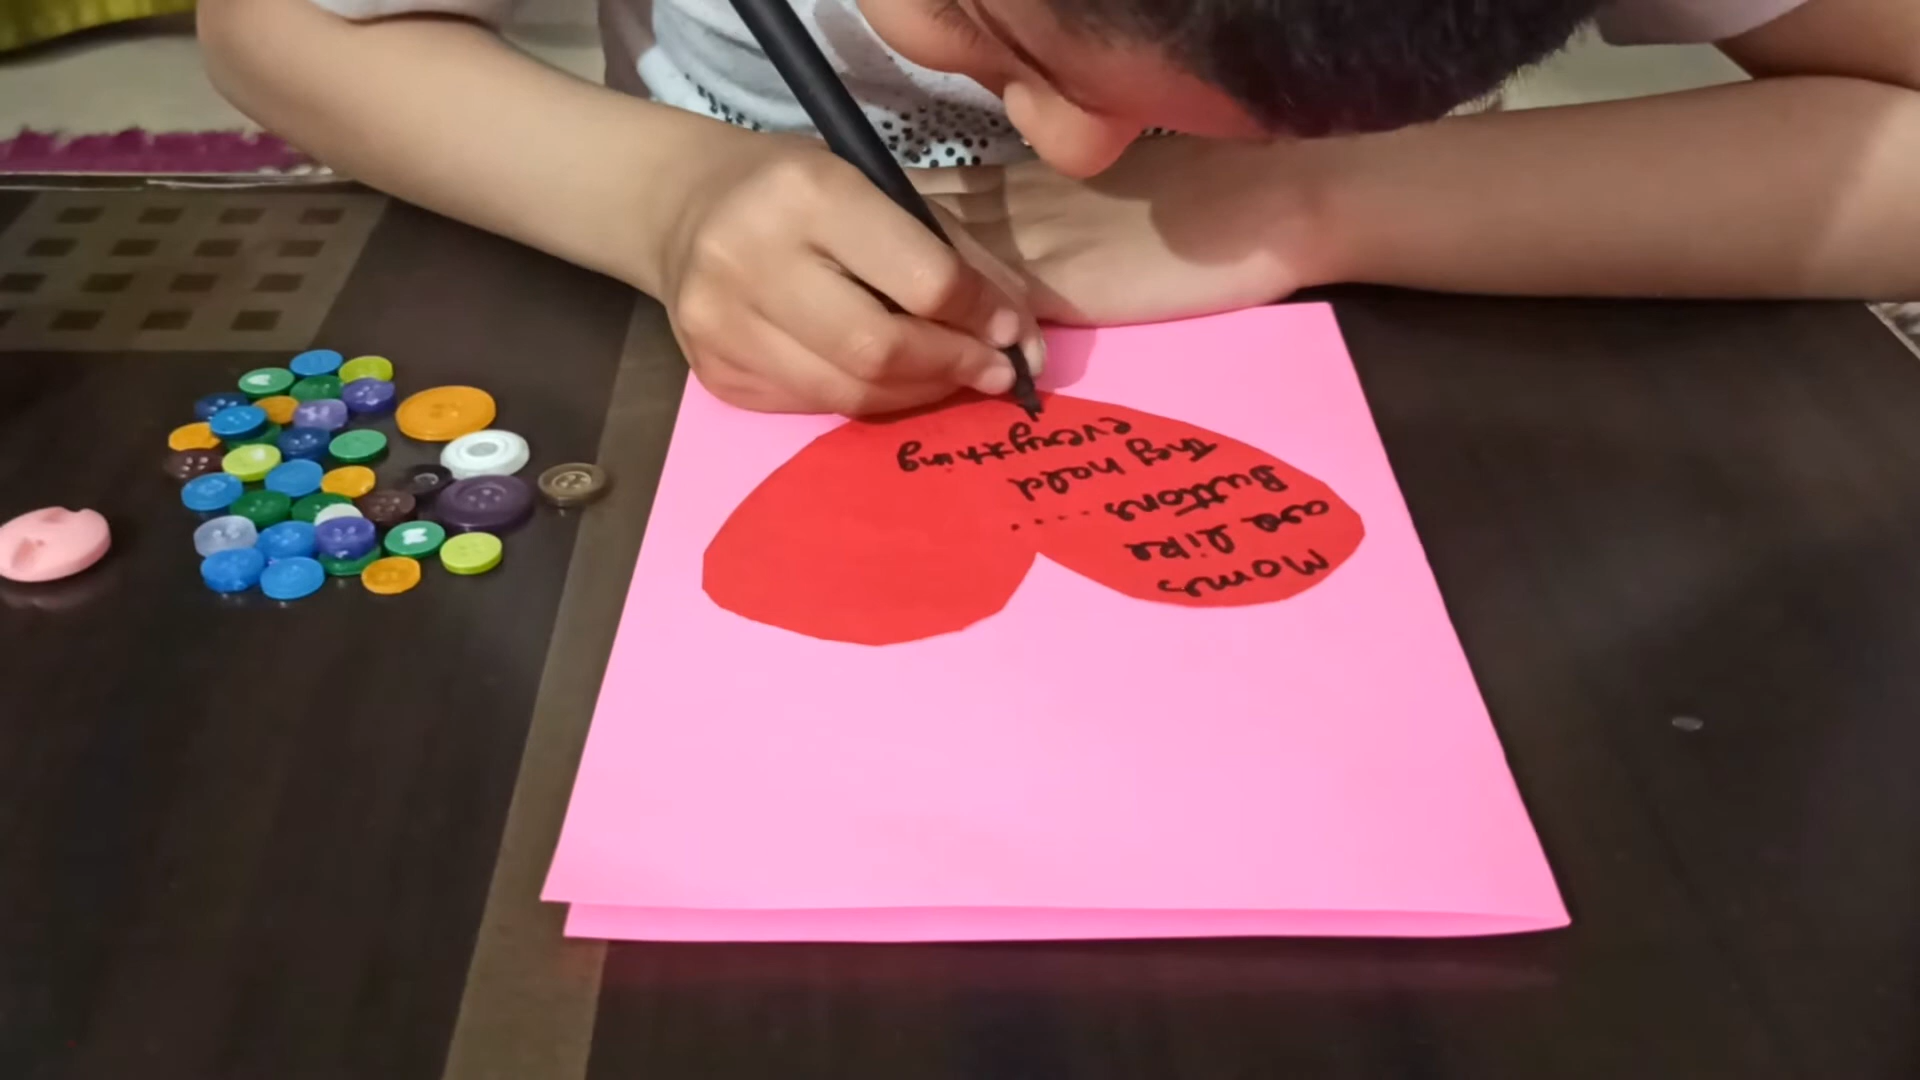 Moms
are like
Buttons.....
They hold
everything
t